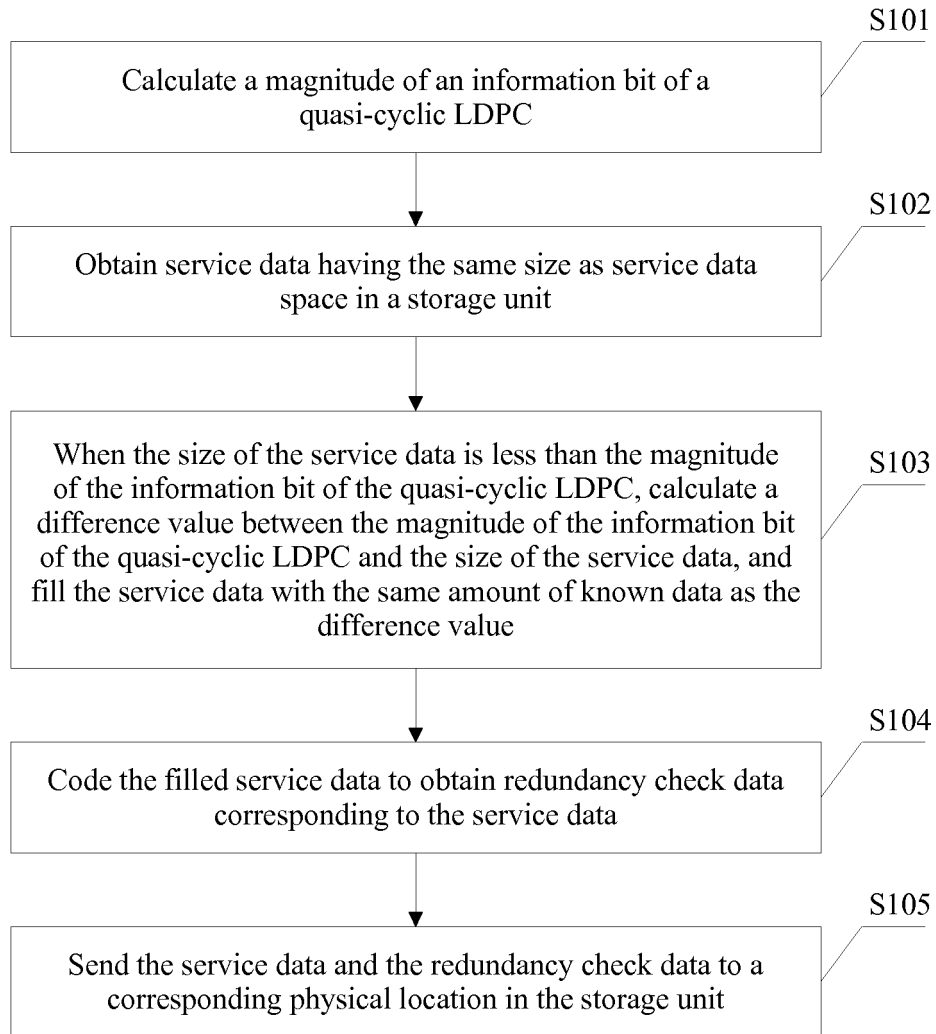 S101
Calculate a magnitude of an information bit of a
quasi-cyclic LDPC
S102
Obtain service data having the same size as service data
space in a storage unit
S103
When the size of the service data is less than the magnitude
of the information bit of the quasi-cyclic LDPC, calculate a
difference value between the magnitude of the information bit
of the quasi-cyclic LDPC and the size of the service data, and
fill the service data with the same amount of known data as the
difference value
S104
Code the filled service data to obtain redundancy check data
corresponding to the service data
S105
Send the service data and the redundancy check data to a
corresponding physical location in the storage unit